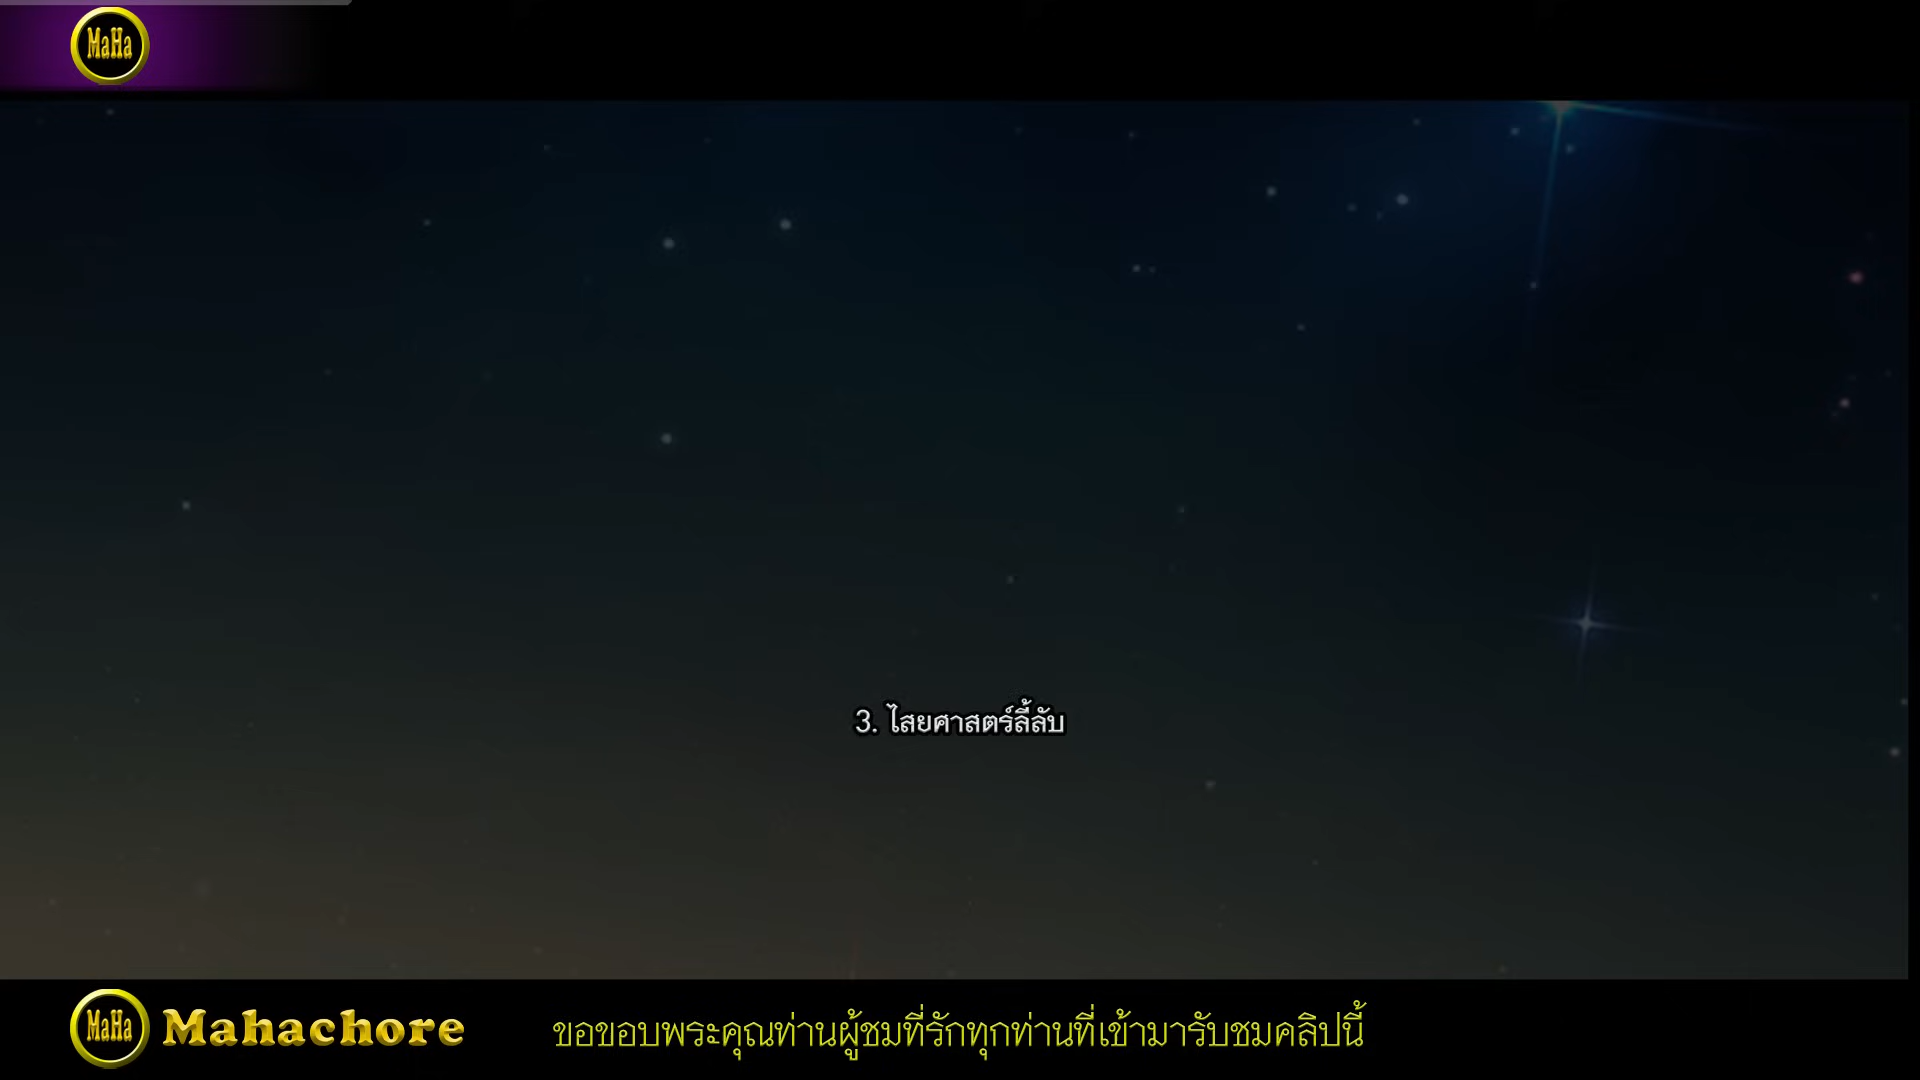 MaHa
3. ไสยศาสตร์ลี้ลับ
MaHa Mahachore ขอขอบพระคุณท่านผู้ชมที่รักทุกท่านที่เข้ามารับชมคลิปนี้